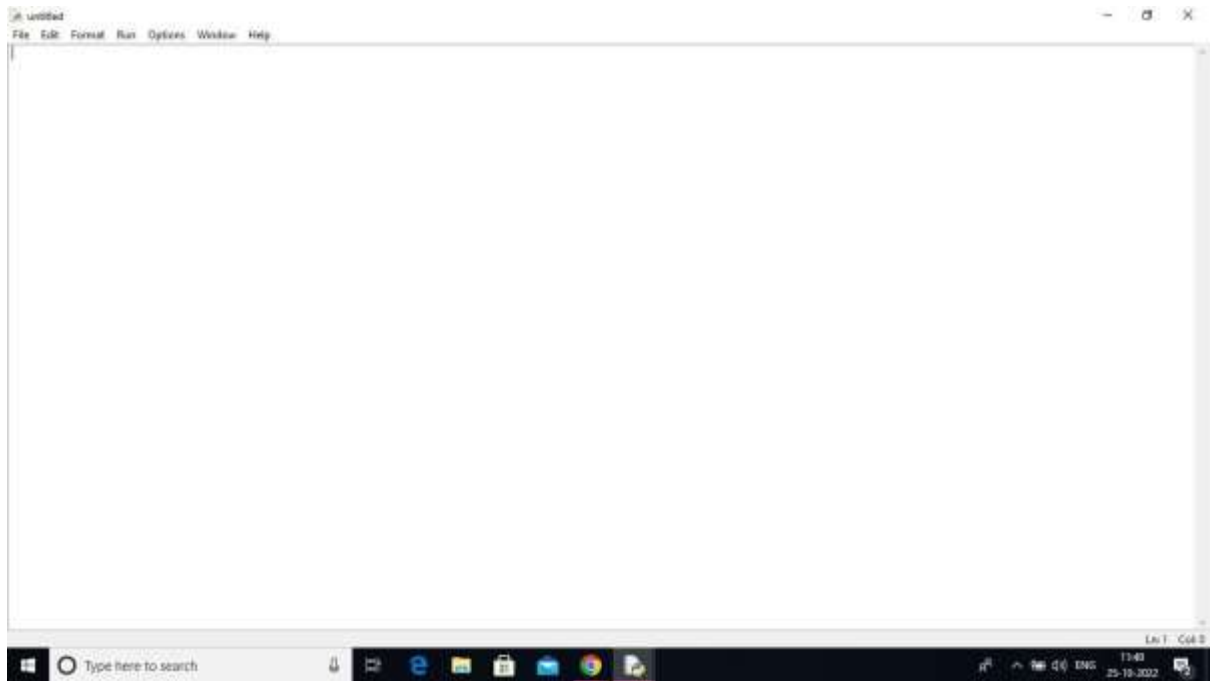 untitled
File Edit Format Run Options Window Help
Ln: 1 Col: 0
Type here to search
ENG
11:40
25-10-2022